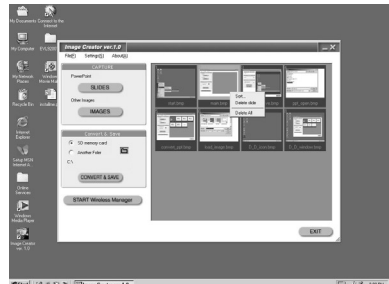 My Documents
Connect to the
Internet
My Computer
My Network
Places
Recycle Bin
Internet
Explorer
Setup MSN
Internet A...
Online
Services
Windows
Media Player
Image Creator
ver. 1.0
Image Creator ver.1.0
File(F) Setting(S) About(A)
CAPTURE
PowerPoint
SLIDES
Other Images
IMAGES
Convert & Save
SD memory card
Another Folder
C:\
CONVERT & SAVE
START Wireless Manager
Sort...
Delete slide
Delete All
EXIT